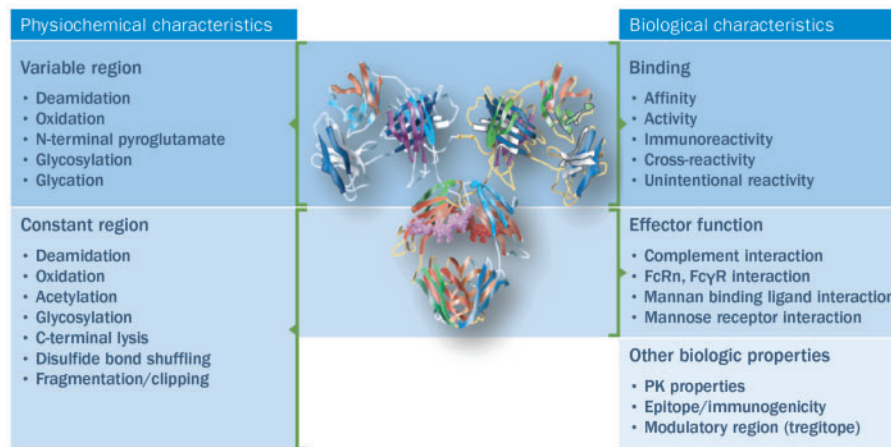 Physiochemical characteristics
Variable region
• Deamidation
• Oxidation
• N-terminal pyroglutamate
• Glycosylation
• Glycation
Constant region
• Deamidation
• Oxidation
• Acetylation
• Glycosylation
• C-terminal lysis
• Disulfide bond shuffling
• Fragmentation/clipping
Biological characteristics
Binding
• Affinity
• Activity
• Immunoreactivity
• Cross-reactivity
• Unintentional reactivity
Effector function
• Complement interaction
• FcRn, FcγR interaction
• Mannan binding ligand interaction
• Mannose receptor interaction
Other biologic properties
• PK properties
• Epitope/immunogenicity
• Modulatory region (tregitope)